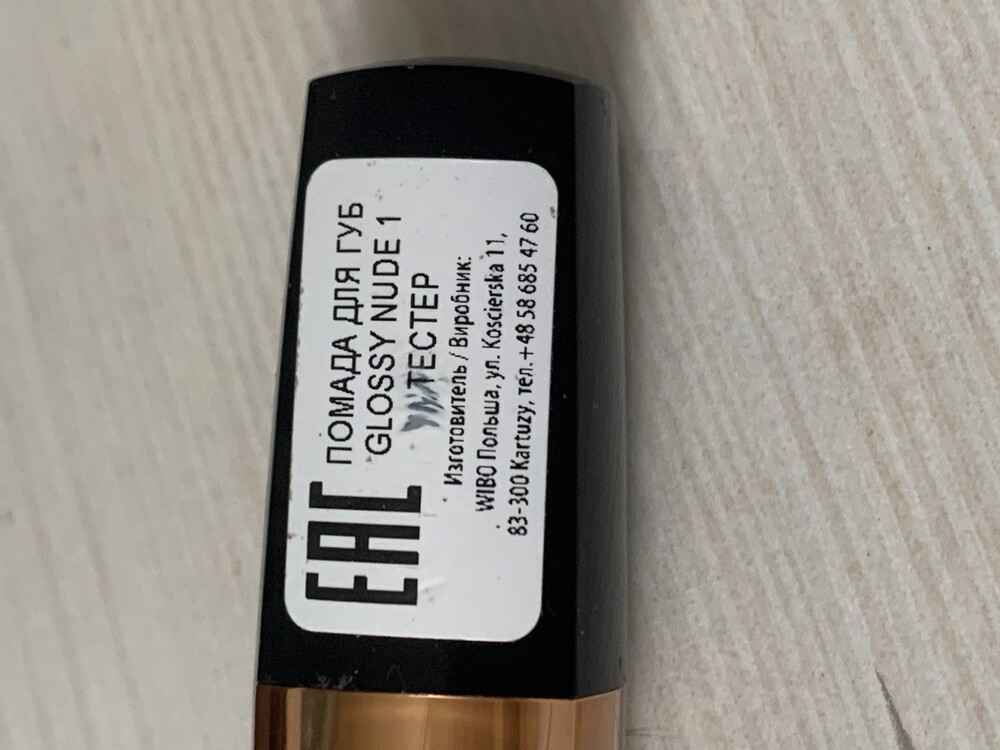 EAC
ПОМАДА ДЛЯ ГУБ
GLOSSY NUDE 1
ТЕСТЕР
Изготовитель / Виробник:
WIBO Польша, ул. Koscierska 11,
83-300 Kartuzy, тел.+48 58 685 47 60